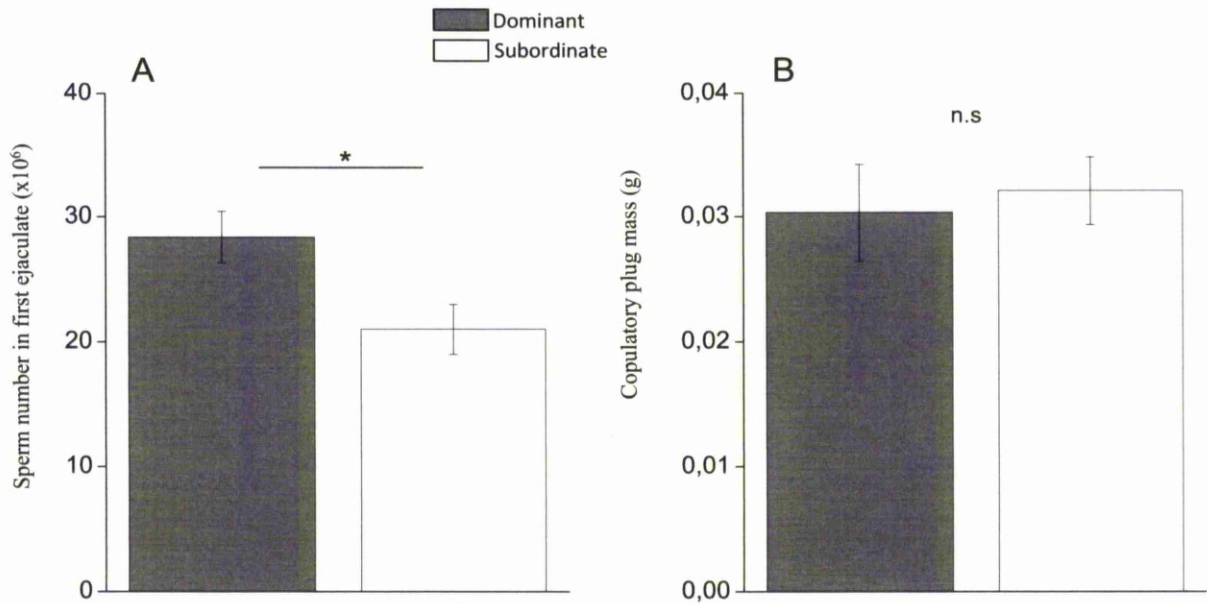 Dominant
Subordinate
A
40
30
20
10
0
Sperm number in first ejaculate (x10⁶)
*
B
0,04
0,03
0,02
0,01
0,00
Copulatory plug mass (g)
n.s